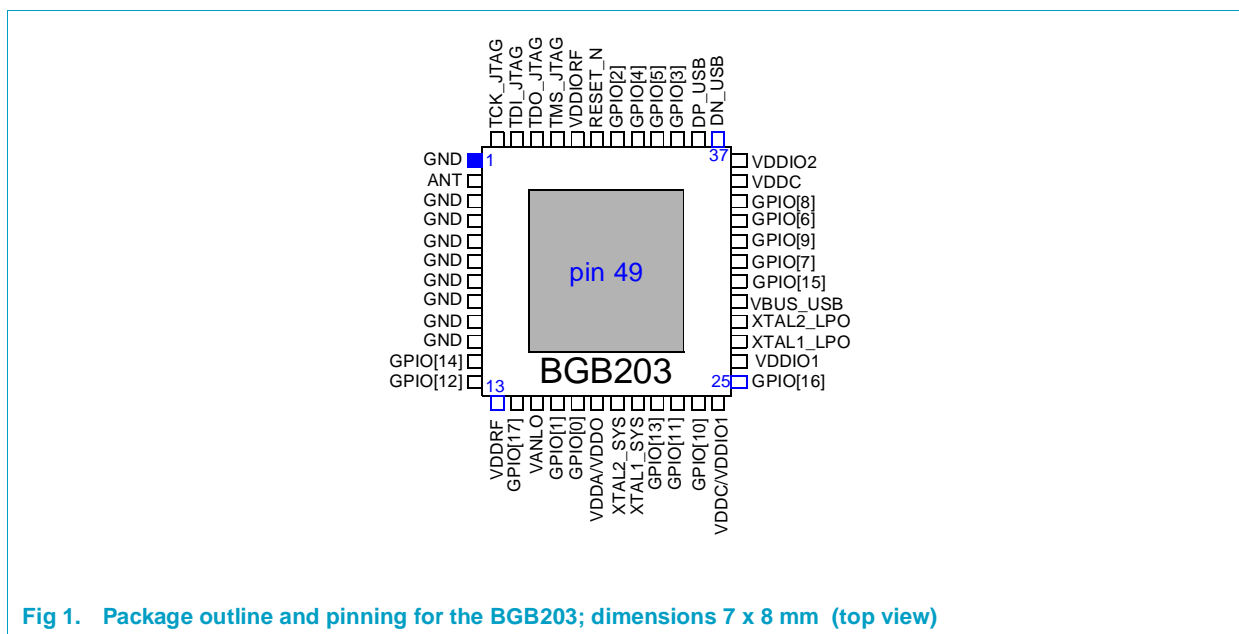 TCK_JTAG
TDI_JTAG
TDO_JTAG
TMS_JTAG
VDDIORF
RESET_N
GPIO[2]
GPIO[4]
GPIO[5]
GPIO[3]
DP_USB
DN_USB
GND
1
37
VDDIO2
ANT
VDDC
GND
GPIO[8]
GND
GPIO[6]
GND
GPIO[9]
GND
GPIO[7]
pin 49
GND
GPIO[15]
GND
VBUS_USB
GND
XTAL2_LPO
GND
XTAL1_LPO
GPIO[14]
VDDIO1
BGB203
GPIO[12]
13
25
GPIO[16]
VDDRF
GPIO[17]
VANLO
GPIO[1]
GPIO[0]
VDDA/VDDO
XTAL2_SYS
XTAL1_SYS
GPIO[13]
GPIO[11]
GPIO[10]
VDDC/VDDIO1
Fig 1. Package outline and pinning for the BGB203; dimensions 7 x 8 mm (top view)